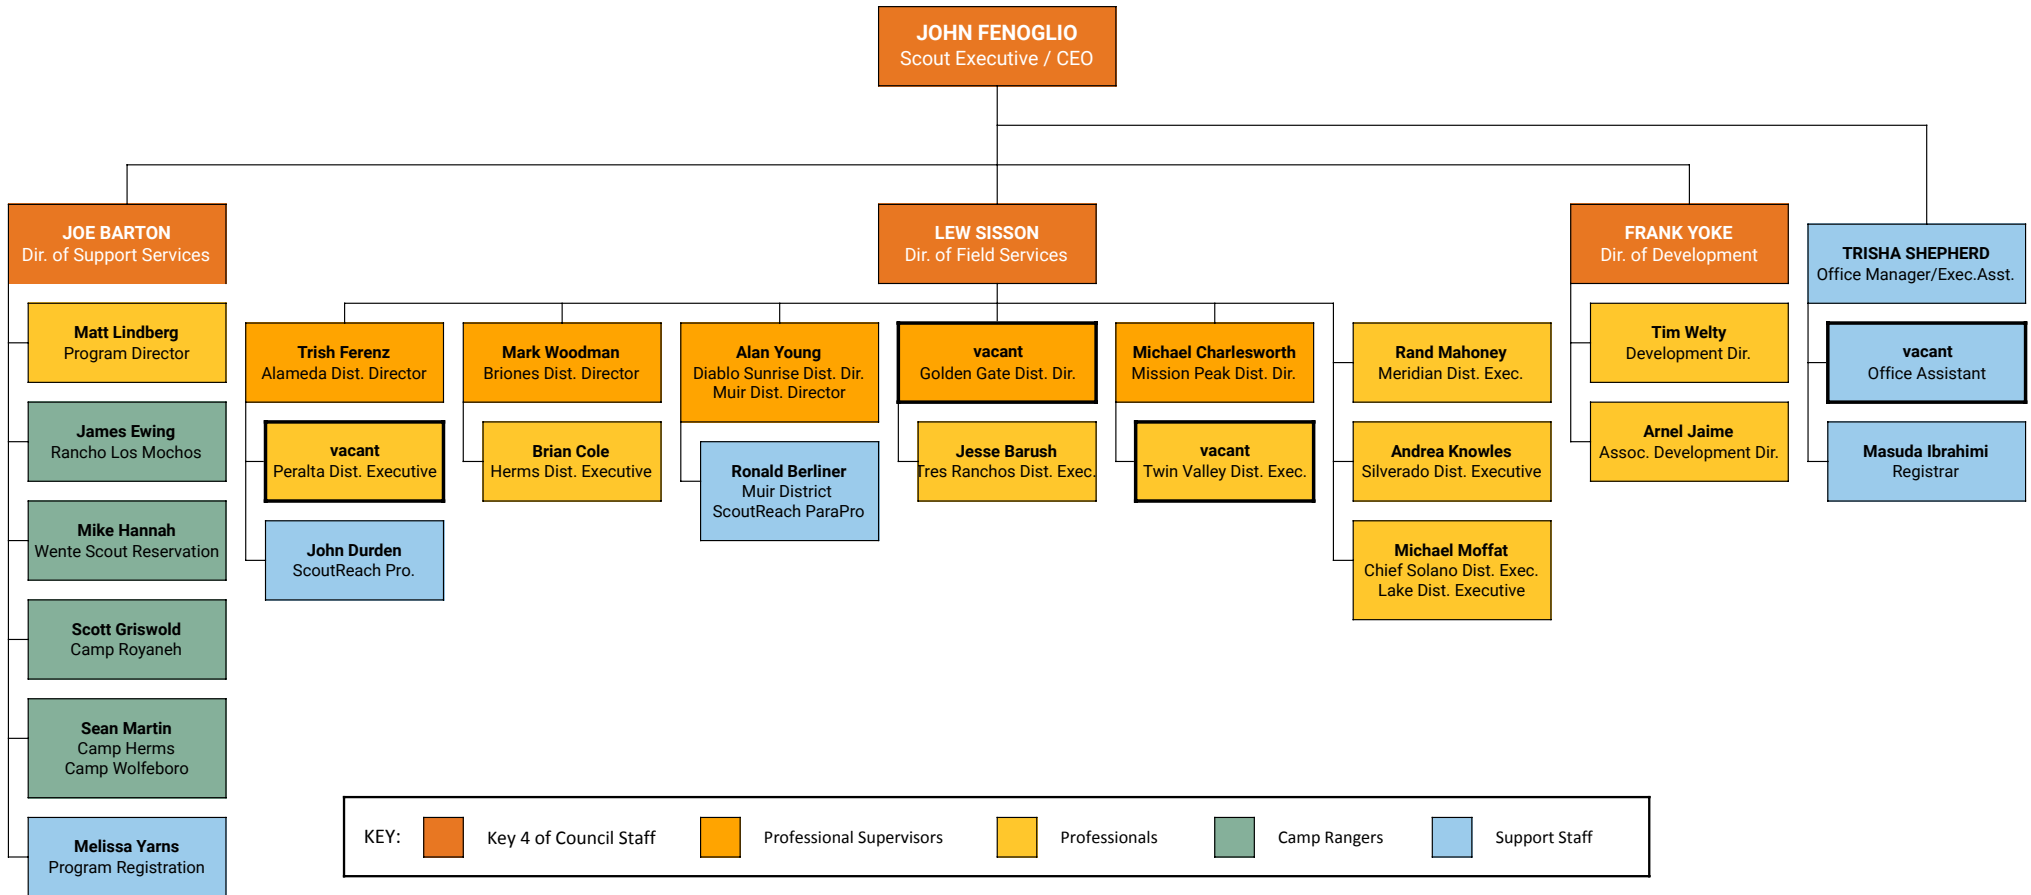 JOHN FENOGLIO
Scout Executive / CEO
JOE BARTON
Dir. of Support Services
LEW SISSON
Dir. of Field Services
FRANK YOKE
Dir. of Development
TRISHA SHEPHERD
Office Manager/Exec.Asst.
Matt Lindberg
Program Director
James Ewing
Rancho Los Mochos
Mike Hannah
Wente Scout Reservation
Scott Griswold
Camp Royaneh
Sean Martin
Camp Herms
Camp Wolfeboro
Melissa Yarns
Program Registration
Trish Ferenz
Alameda Dist. Director
vacant
Peralta Dist. Executive
John Durden
ScoutReach Pro.
Mark Woodman
Briones Dist. Director
Brian Cole
Herms Dist. Executive
Alan Young
Diablo Sunrise Dist. Dir.
Muir Dist. Director
Ronald Berliner
Muir District
ScoutReach ParaPro
vacant
Golden Gate Dist. Dir.
Jesse Barush
Tres Ranchos Dist. Exec.
Michael Charlesworth
Mission Peak Dist. Dir.
vacant
Twin Valley Dist. Exec.
Rand Mahoney
Meridian Dist. Exec.
Andrea Knowles
Silverado Dist. Executive
Michael Moffat
Chief Solano Dist. Exec.
Lake Dist. Executive
Tim Welty
Development Dir.
Arnel Jaime
Assoc. Development Dir.
vacant
Office Assistant
Masuda Ibrahimi
Registrar
KEY:
Key 4 of Council Staff
Professional Supervisors
Professionals
Camp Rangers
Support Staff